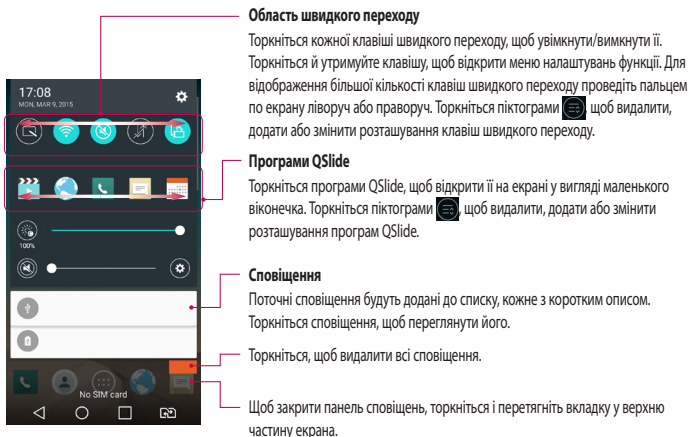 Область швидкого переходу
Торкніться кожної клавіші швидкого переходу, щоб увімкнути/вимкнути її.
Торкніться й утримуйте клавішу, щоб відкрити меню налаштувань функції. Для
відображення більшої кількості клавіш швидкого переходу проведіть пальцем
по екрану ліворуч або праворуч. Торкніться піктограми , щоб видалити,
додати або змінити розташування клавіш швидкого переходу.
Програми QSlide
Торкніться програми QSlide, щоб відкрити її на екрані у вигляді маленького
віконечка. Торкніться піктограми , щоб видалити, додати або змінити
розташування програм QSlide.
Сповіщення
Поточні сповіщення будуть додані до списку, кожне з коротким описом.
Торкніться сповіщення, щоб переглянути його.
Торкніться, щоб видалити всі сповіщення.
Щоб закрити панель сповіщень, торкніться і перетягніть вкладку у верхню
частину екрана.
17:08
MON, MAR 9, 2015
100%
No SIM card